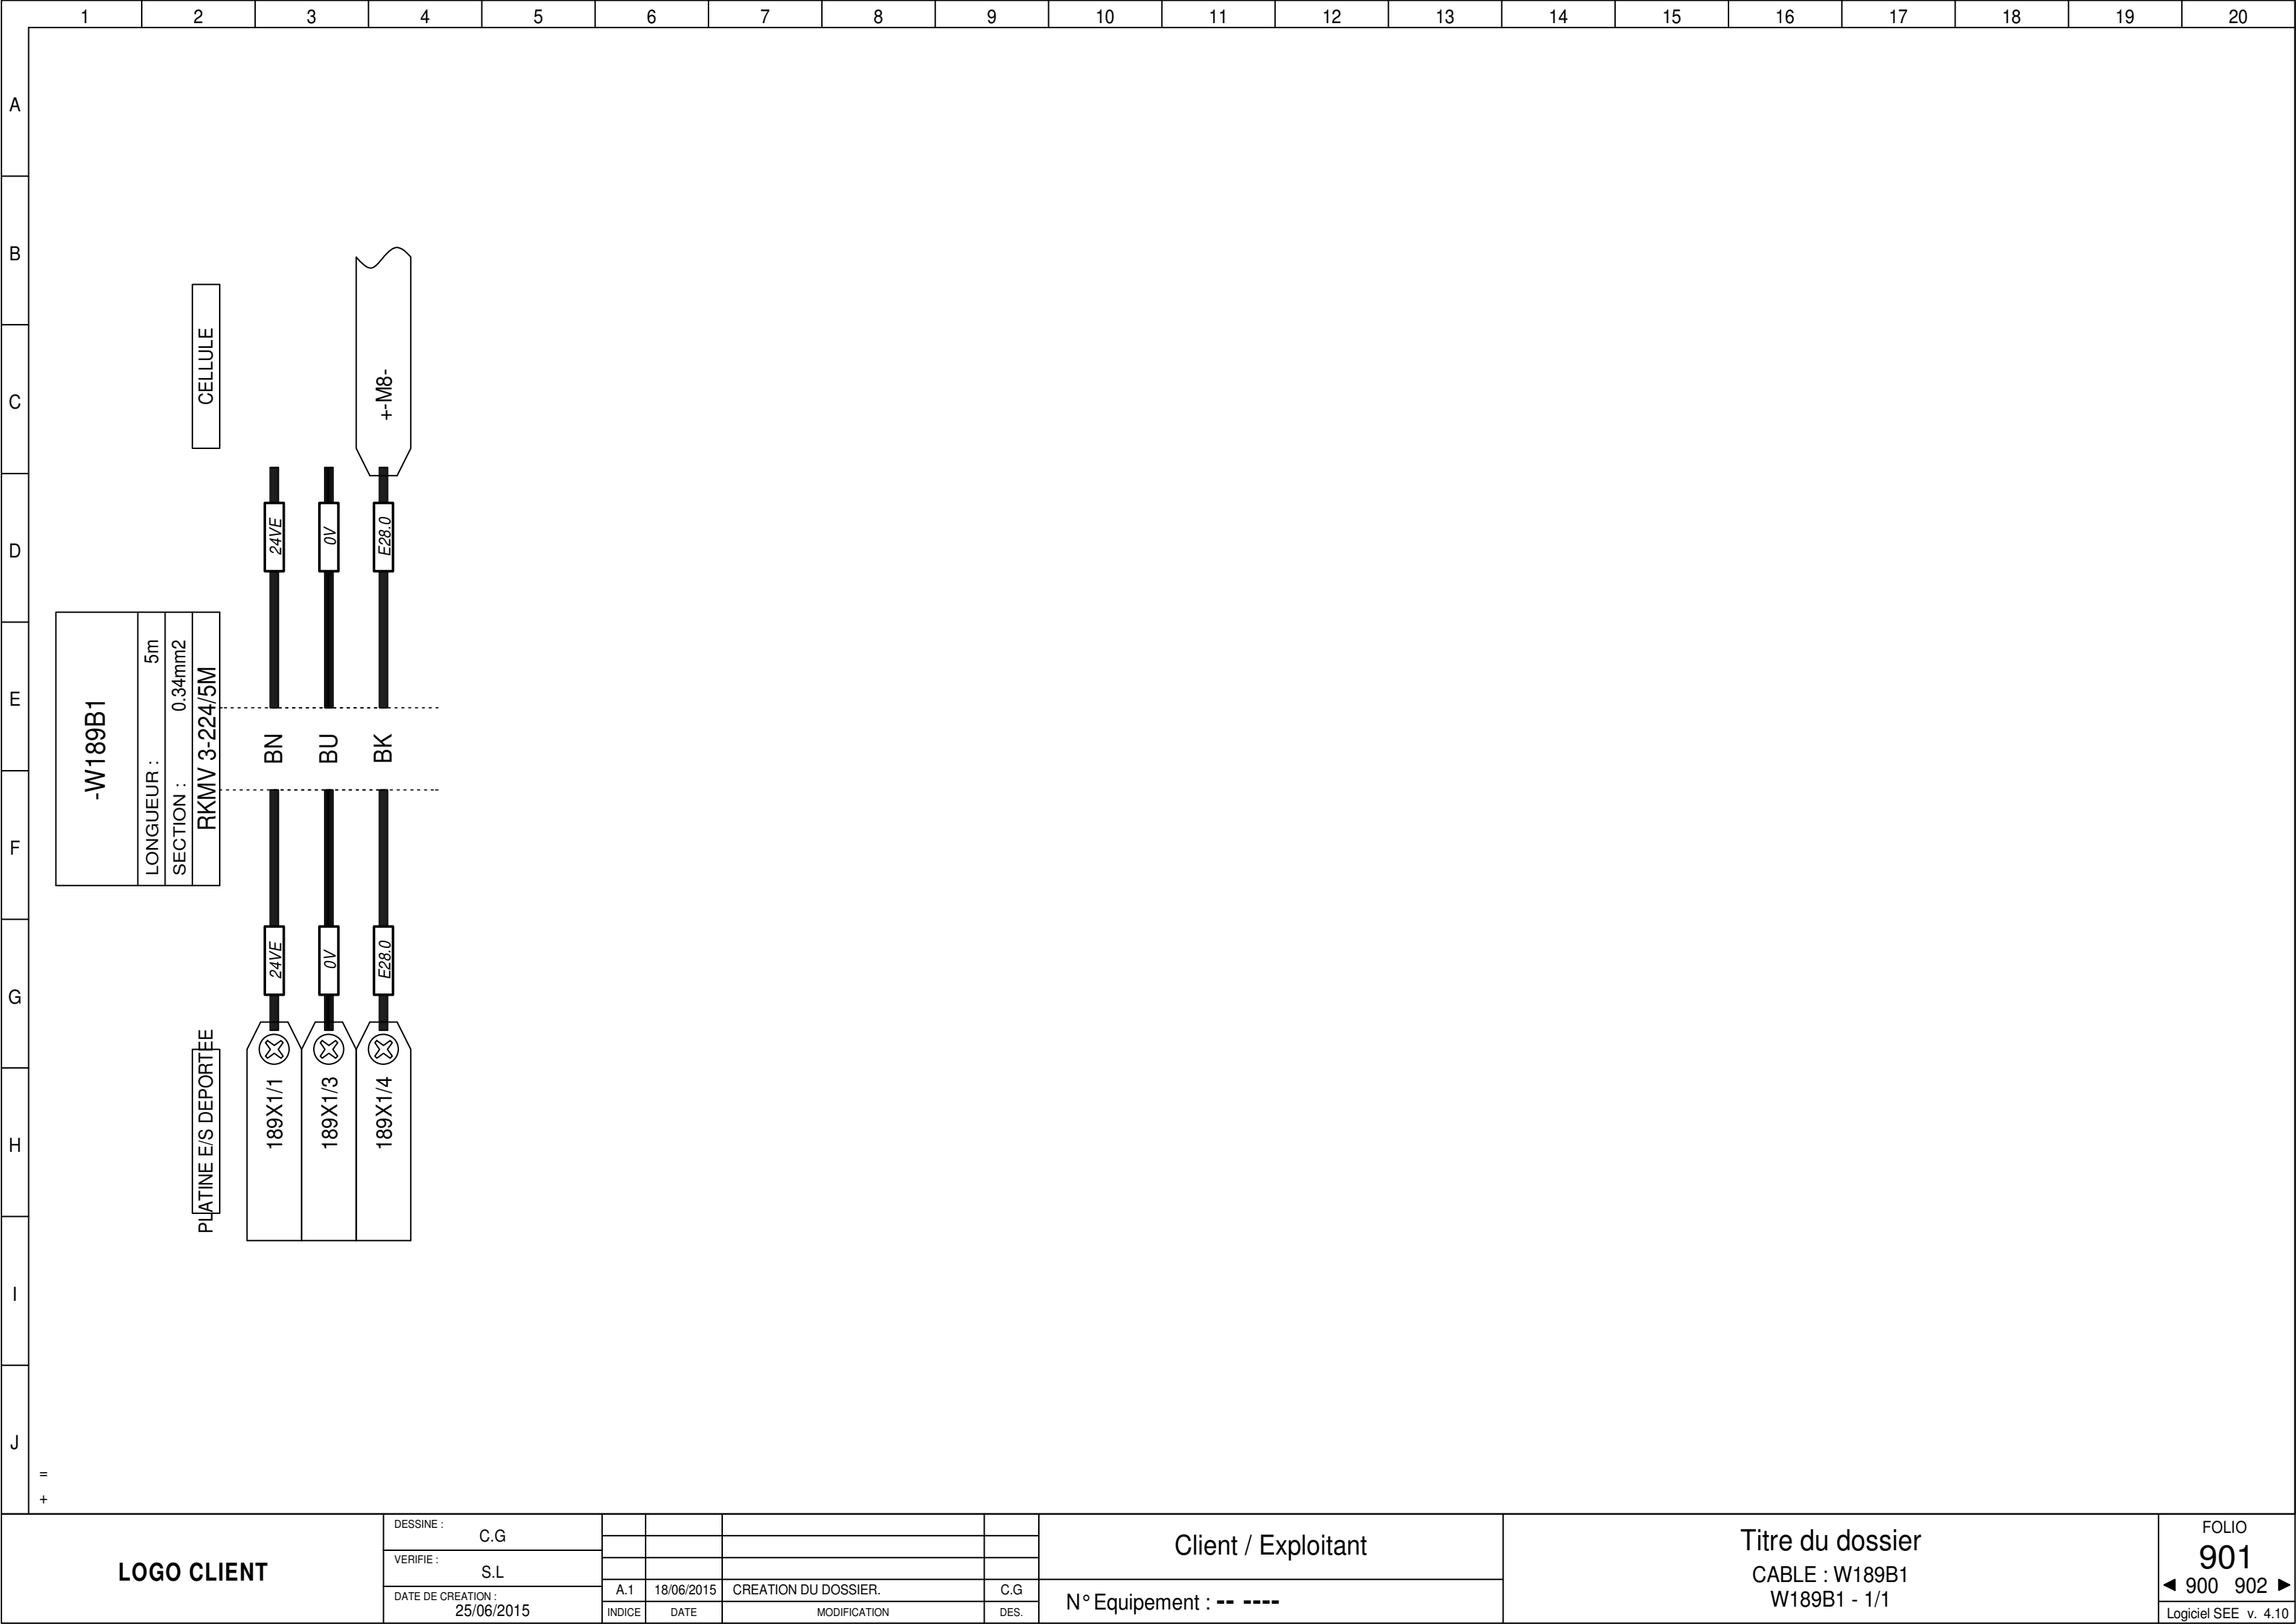 1 2 3 4 5 6 7 8 9 10 11 12 13 14 15 16 17 18 19 20
A
B
C
D
E
F
G
H
I
J
CELLULE
+-M8-
24VE 0V E28.0
-W189B1
LONGUEUR : 5m
SECTION : 0.34mm2
RKMV 3-224/5M
BN BU BK
24VE 0V E28.0
PLATINE E/S DEPORTEE
189X1/1 189X1/3 189X1/4
=
+
LOGO CLIENT
DESSINE :
C.G
VERIFIE :
S.L
DATE DE CREATION :
25/06/2015
A.1 18/06/2015 CREATION DU DOSSIER. C.G
INDICE DATE MODIFICATION DES.
Client / Exploitant
N° Equipement : -- ----
Titre du dossier
CABLE : W189B1
W189B1 - 1/1
FOLIO
901
◄ 900 902 ►
Logiciel SEE v. 4.10